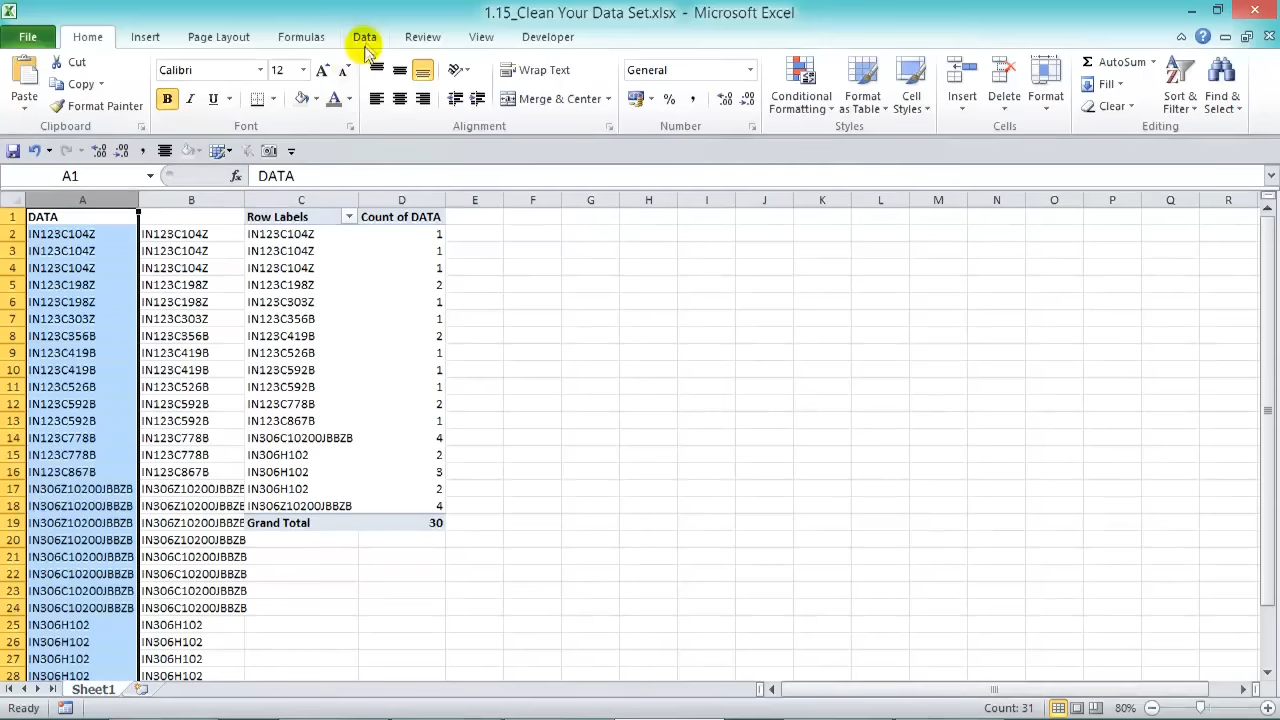 1.15_Clean Your Data Set.xlsx - Microsoft Excel
File Home Insert Page Layout Formulas Data Review View Developer
Cut Calibri 12 Wrap Text General AutoSum
Paste Copy Conditional Formatting Format as Table Cell Styles Insert Delete Format Fill Sort & Filter Find & Select
Format Painter B I U A Merge & Center % , Clear
Clipboard Font Alignment Number Styles Cells Editing
A1 fx DATA
A B C D E F G H I J K L M N O P Q R
1 DATA Row Labels Count of DATA
2 IN123C104Z IN123C104Z IN123C104Z 1
3 IN123C104Z IN123C104Z IN123C104Z 1
4 IN123C104Z IN123C104Z IN123C104Z 1
5 IN123C198Z IN123C198Z IN123C198Z 2
6 IN123C198Z IN123C198Z IN123C303Z 1
7 IN123C303Z IN123C303Z IN123C356B 1
8 IN123C356B IN123C356B IN123C419B 2
9 IN123C419B IN123C419B IN123C526B 1
10 IN123C419B IN123C419B IN123C592B 1
11 IN123C526B IN123C526B IN123C592B 1
12 IN123C592B IN123C592B IN123C778B 2
13 IN123C592B IN123C592B IN123C867B 1
14 IN123C778B IN123C778B IN306C10200JBBZB 4
15 IN123C778B IN123C778B IN306H102 2
16 IN123C867B IN123C867B IN306H102 3
17 IN306Z10200JBBZB IN306Z10200JBBZB IN306H102 2
18 IN306Z10200JBBZB IN306Z10200JBBZB IN306Z10200JBBZB 4
19 IN306Z10200JBBZB IN306Z10200JBBZB Grand Total 30
20 IN306Z10200JBBZB IN306Z10200JBBZB
21 IN306C10200JBBZB IN306C10200JBBZB
22 IN306C10200JBBZB IN306C10200JBBZB
23 IN306C10200JBBZB IN306C10200JBBZB
24 IN306C10200JBBZB IN306C10200JBBZB
25 IN306H102 IN306H102
26 IN306H102 IN306H102
27 IN306H102 IN306H102
28 IN306H102 IN306H102
Sheet1
Ready Count: 31 80%